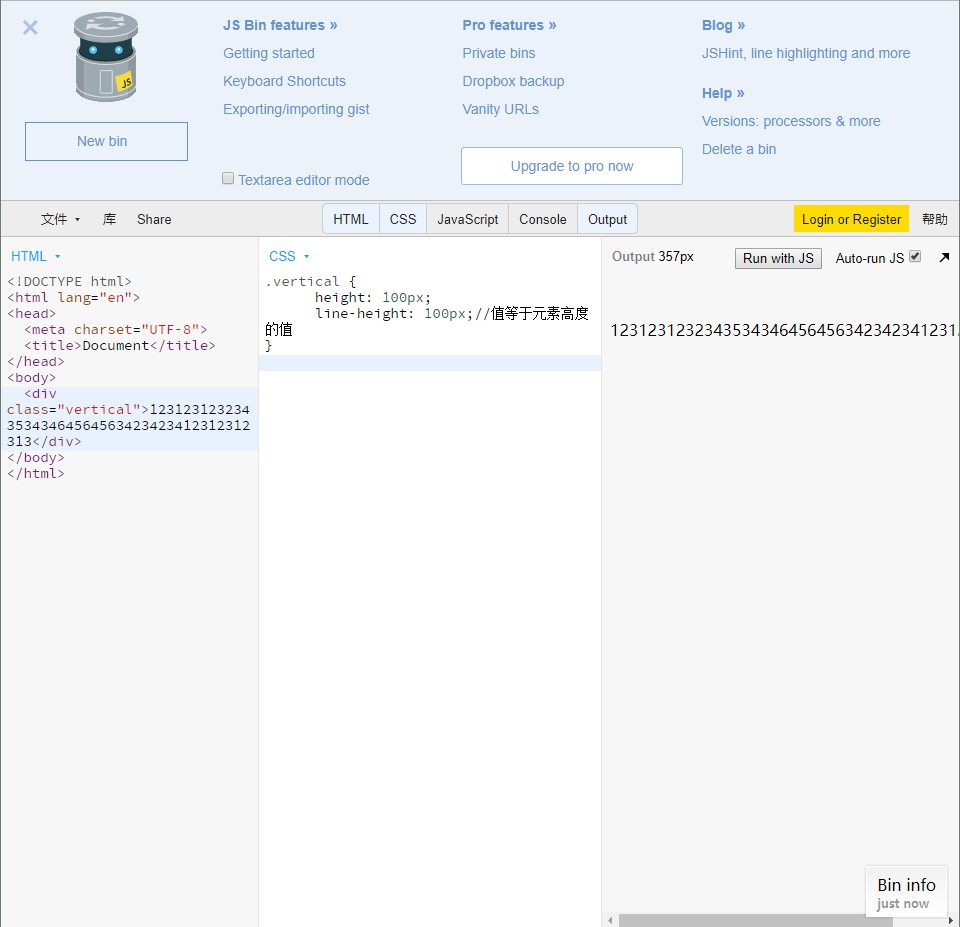 JS Bin features »
Getting started
Keyboard Shortcuts
Exporting/importing gist
Textarea editor mode
Pro features »
Private bins
Dropbox backup
Vanity URLs
Upgrade to pro now
Blog »
JSHint, line highlighting and more
Help »
Versions: processors & more
Delete a bin
JS
New bin
文件 库 Share HTML CSS JavaScript Console Output Login or Register 帮助
HTML
<!DOCTYPE html>
<html lang="en">
<head>
<meta charset="UTF-8">
<title>Document</title>
</head>
<body>
<div
class="vertical">123123123234
353434645645634234234123 12312
313</div>
</body>
</html>
CSS
.vertical {
height: 100px;
line-height: 100px;//值等于元素高度
的值
}
Output 357px Run with JS Auto-run JS
1231231232343534346456456342342341231
Bin info
just now